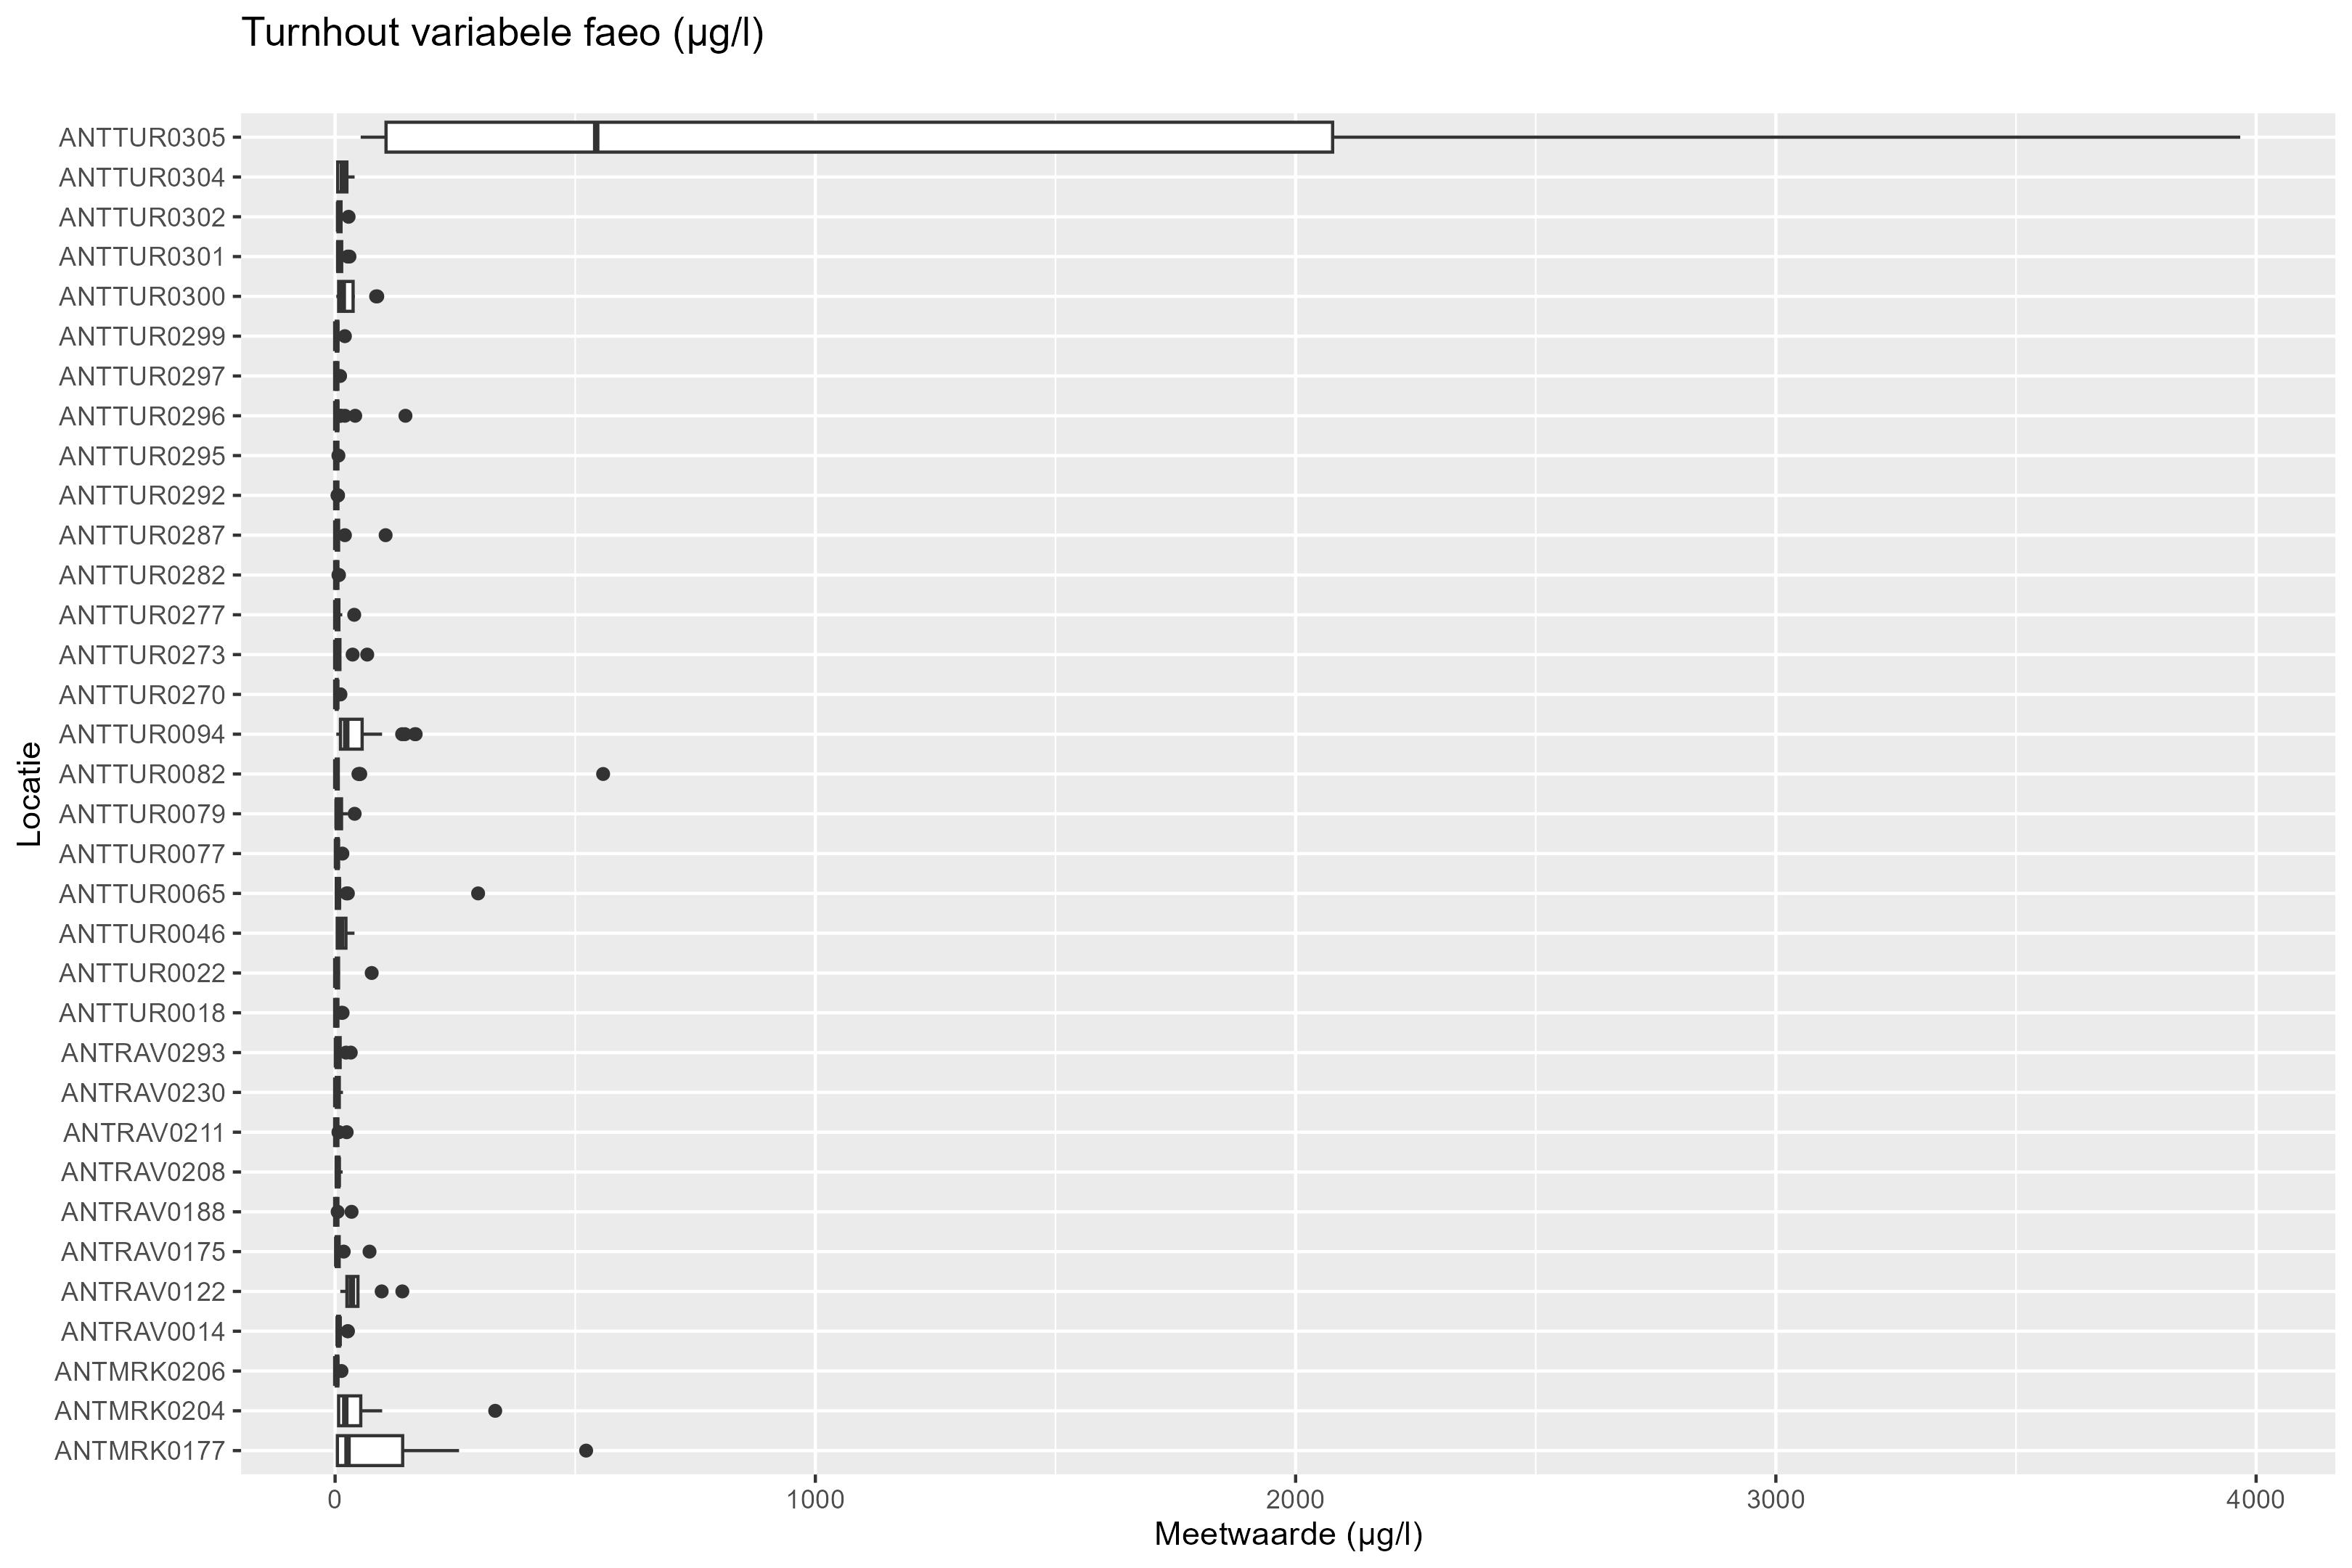 Turnhout variabele faeo (µg/l)
ANTTUR0305
ANTTUR0304
ANTTUR0302
ANTTUR0301
ANTTUR0300
ANTTUR0299
ANTTUR0297
ANTTUR0296
ANTTUR0295
ANTTUR0292
ANTTUR0287
ANTTUR0282
ANTTUR0277
ANTTUR0273
ANTTUR0270
ANTTUR0094
ANTTUR0082
ANTTUR0079
ANTTUR0077
ANTTUR0065
ANTTUR0046
ANTTUR0022
ANTTUR0018
ANTRAV0293
ANTRAV0230
ANTRAV0211
ANTRAV0208
ANTRAV0188
ANTRAV0175
ANTRAV0122
ANTRAV0014
ANTMRK0206
ANTMRK0204
ANTMRK0177
Locatie
0 1000 2000 3000 4000
Meetwaarde (µg/l)